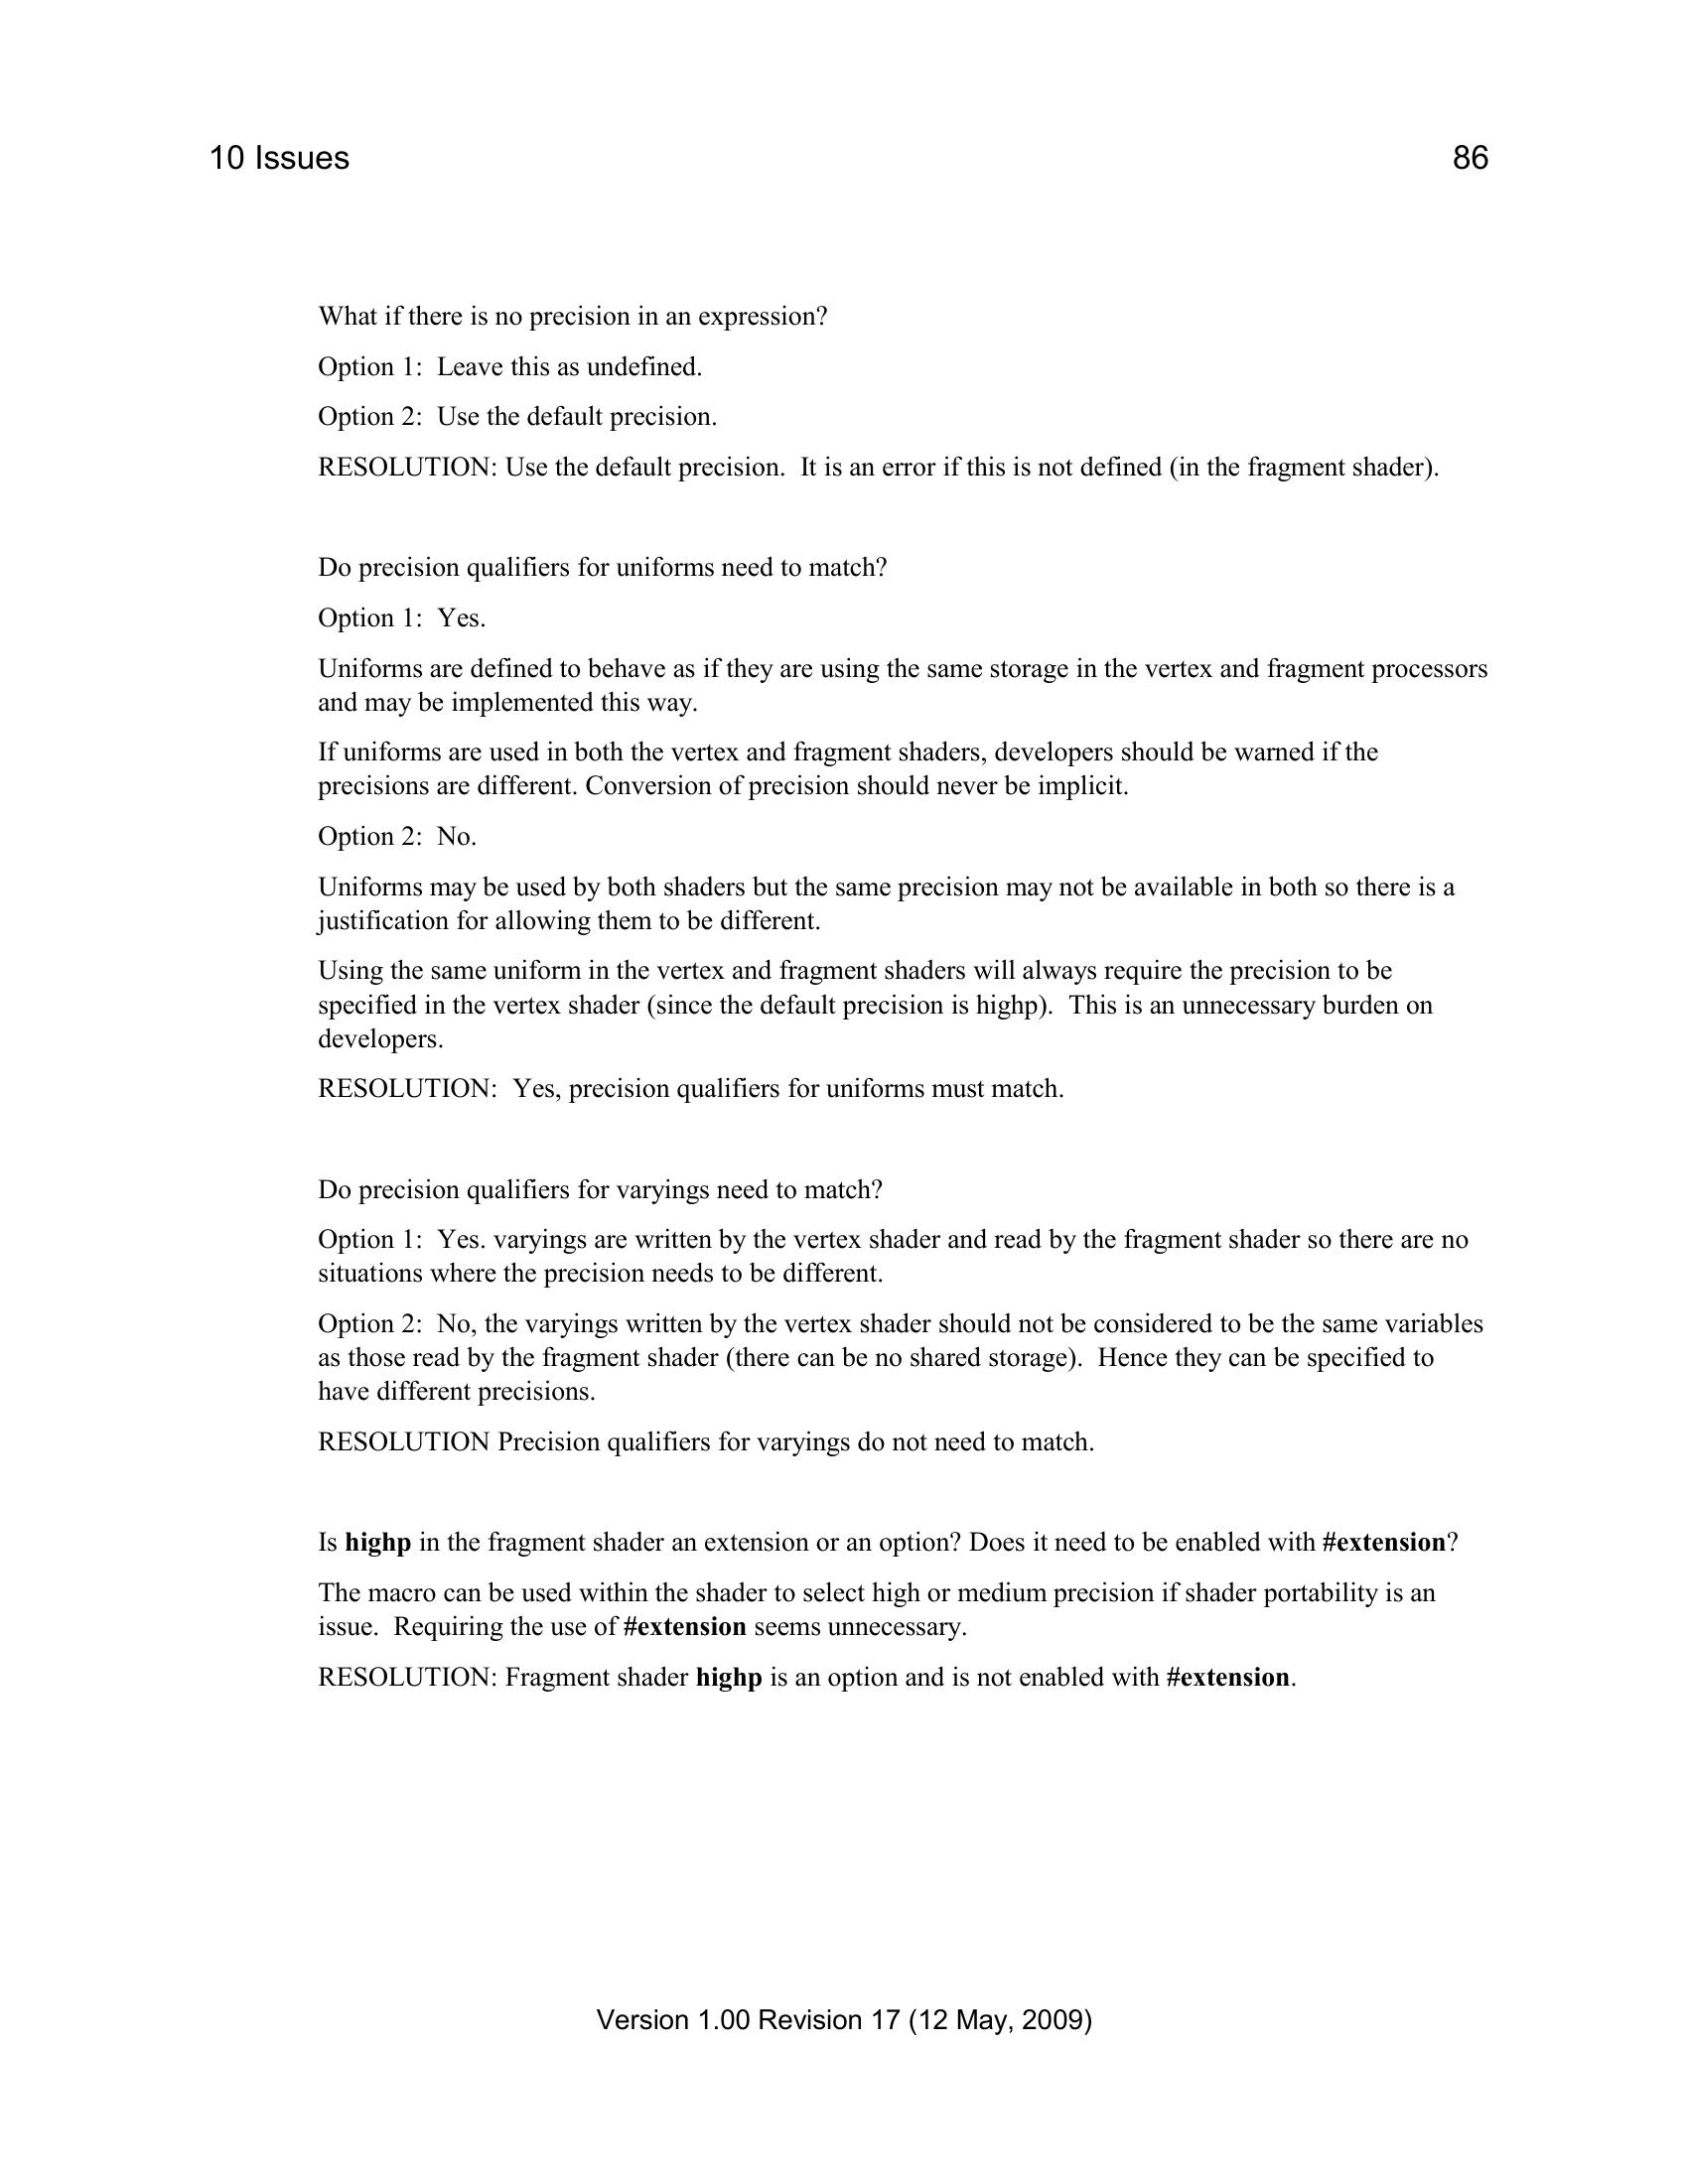 10 Issues 86
What if there is no precision in an expression?
Option 1:  Leave this as undefined.
Option 2:  Use the default precision.
RESOLUTION: Use the default precision.  It is an error if this is not defined (in the fragment shader).
Do precision qualifiers for uniforms need to match?
Option 1:  Yes.
Uniforms are defined to behave as if they are using the same storage in the vertex and fragment processors
and may be implemented this way.
If uniforms are used in both the vertex and fragment shaders, developers should be warned if the
precisions are different. Conversion of precision should never be implicit.
Option 2:  No.
Uniforms may be used by both shaders but the same precision may not be available in both so there is a
justification for allowing them to be different.
Using the same uniform in the vertex and fragment shaders will always require the precision to be
specified in the vertex shader (since the default precision is highp).  This is an unnecessary burden on
developers.
RESOLUTION:  Yes, precision qualifiers for uniforms must match.
Do precision qualifiers for varyings need to match?
Option 1:  Yes. varyings are written by the vertex shader and read by the fragment shader so there are no
situations where the precision needs to be different.
Option 2:  No, the varyings written by the vertex shader should not be considered to be the same variables
as those read by the fragment shader (there can be no shared storage).  Hence they can be specified to
have different precisions.
RESOLUTION Precision qualifiers for varyings do not need to match.
Is highp in the fragment shader an extension or an option? Does it need to be enabled with #extension?
The macro can be used within the shader to select high or medium precision if shader portability is an
issue.  Requiring the use of #extension seems unnecessary.
RESOLUTION: Fragment shader highp is an option and is not enabled with #extension.
Version 1.00 Revision 17 (12 May, 2009)